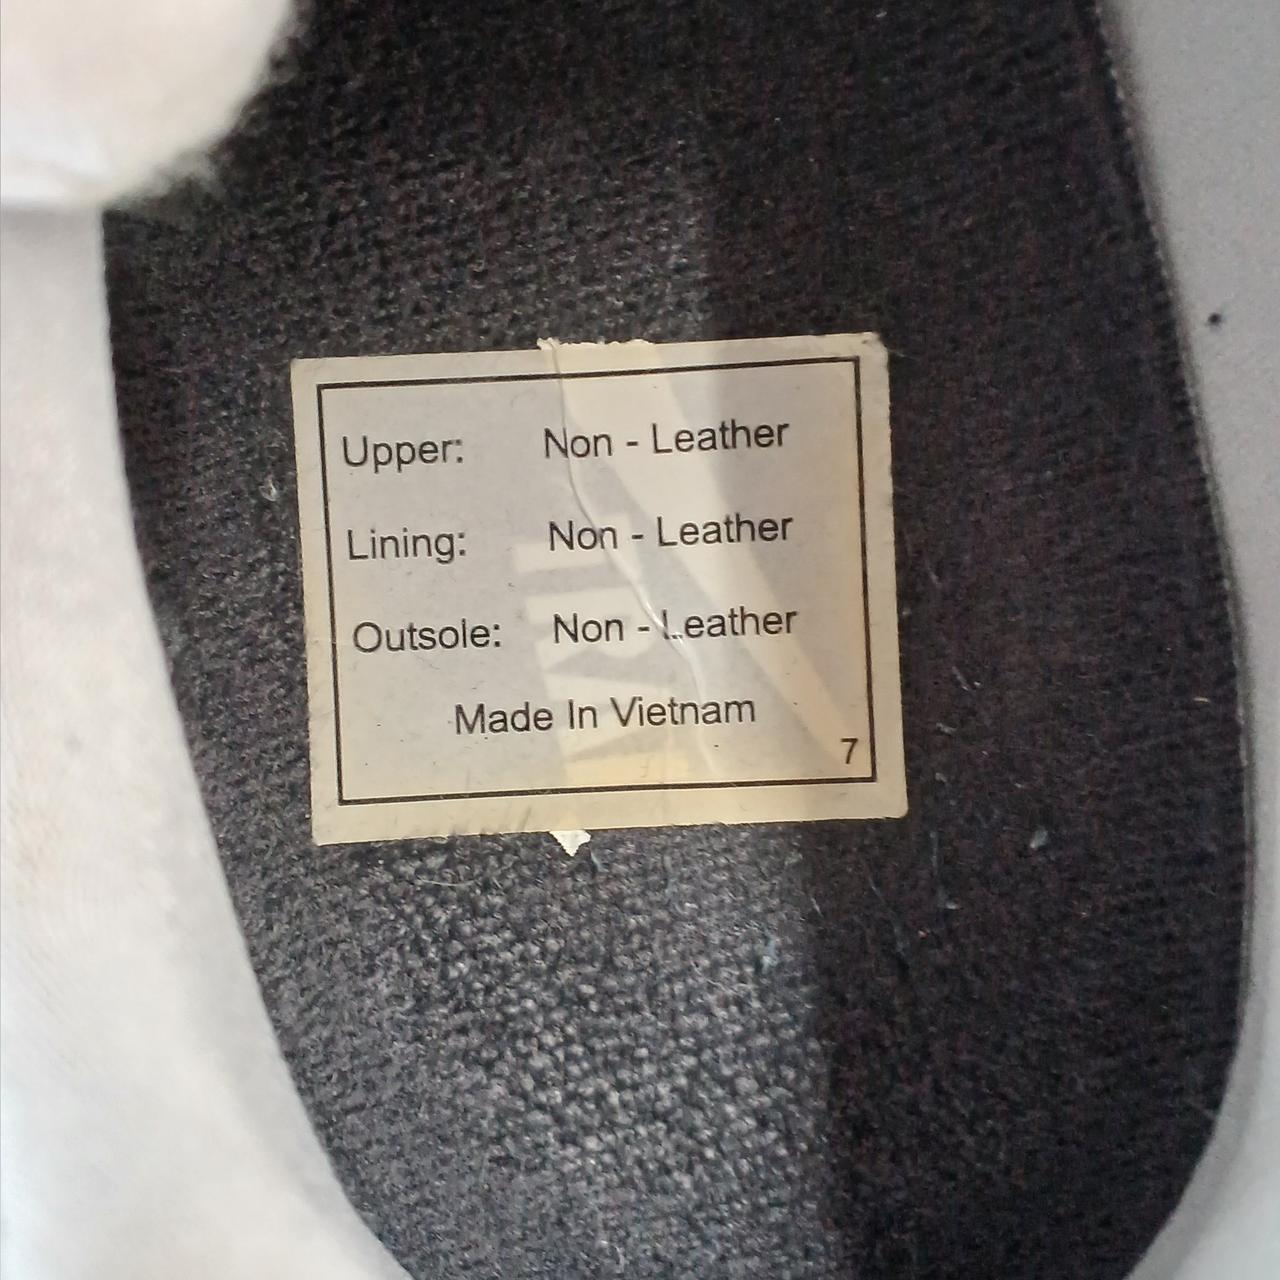 Upper: Non - Leather
Lining: Non - Leather
Outsole: Non - Leather
Made In Vietnam
7